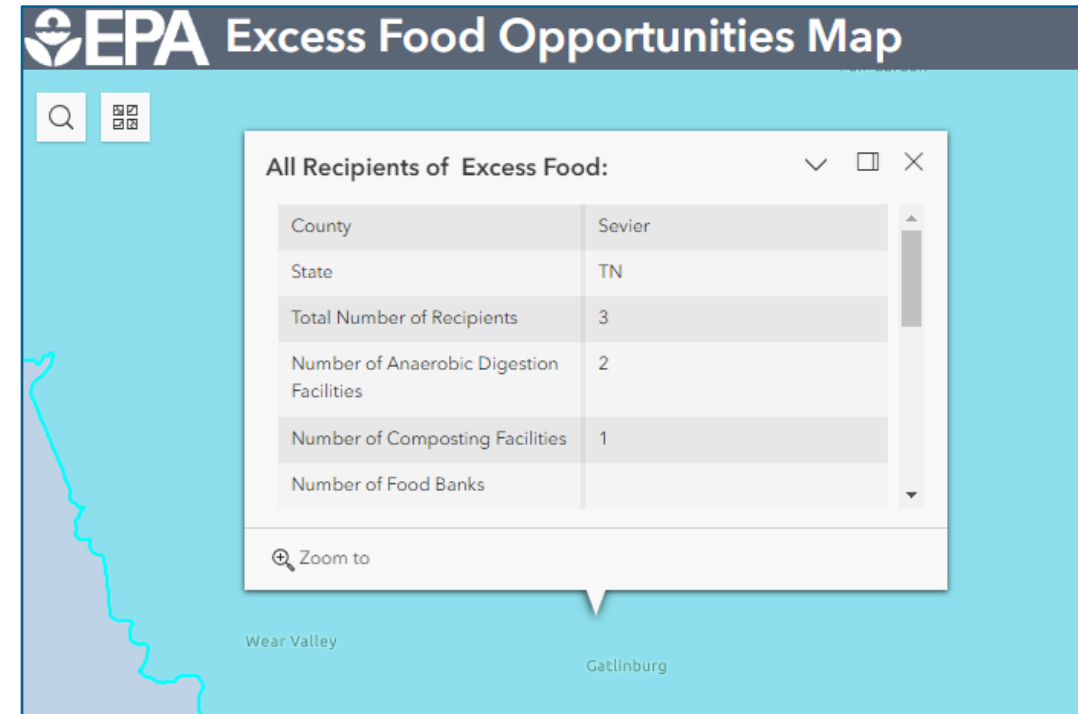 EPA Excess Food Opportunities Map
All Recipients of Excess Food:
County Sevier
State TN
Total Number of Recipients 3
Number of Anaerobic Digestion 2
Facilities
Number of Composting Facilities 1
Number of Food Banks
Zoom to
Wear Valley
Gatlinburg